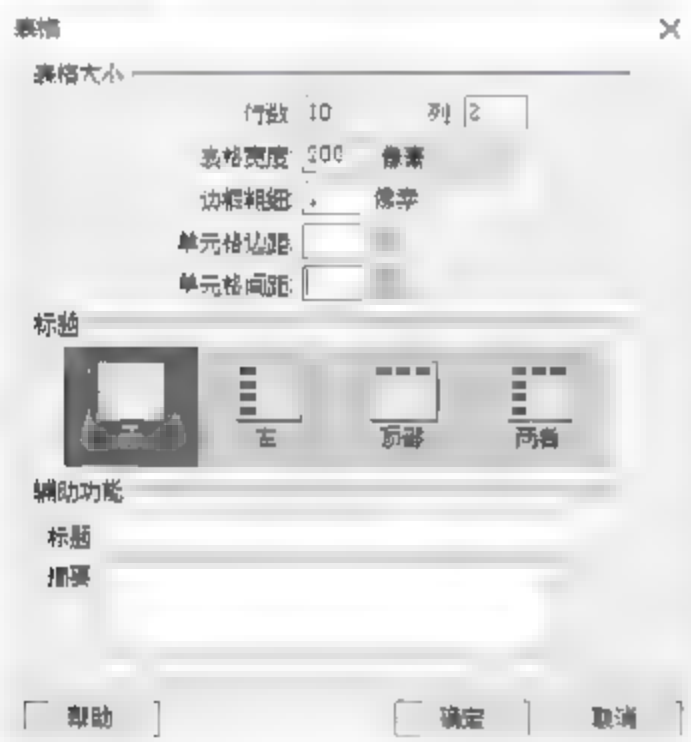 表格
表格大小
行数 10 列 2
表格宽度: 200 像素
边框粗细: 像素
单元格边距:
单元格间距:
标题
左 顶部 两者
辅助功能
标题
摘要
帮助 确定 取消